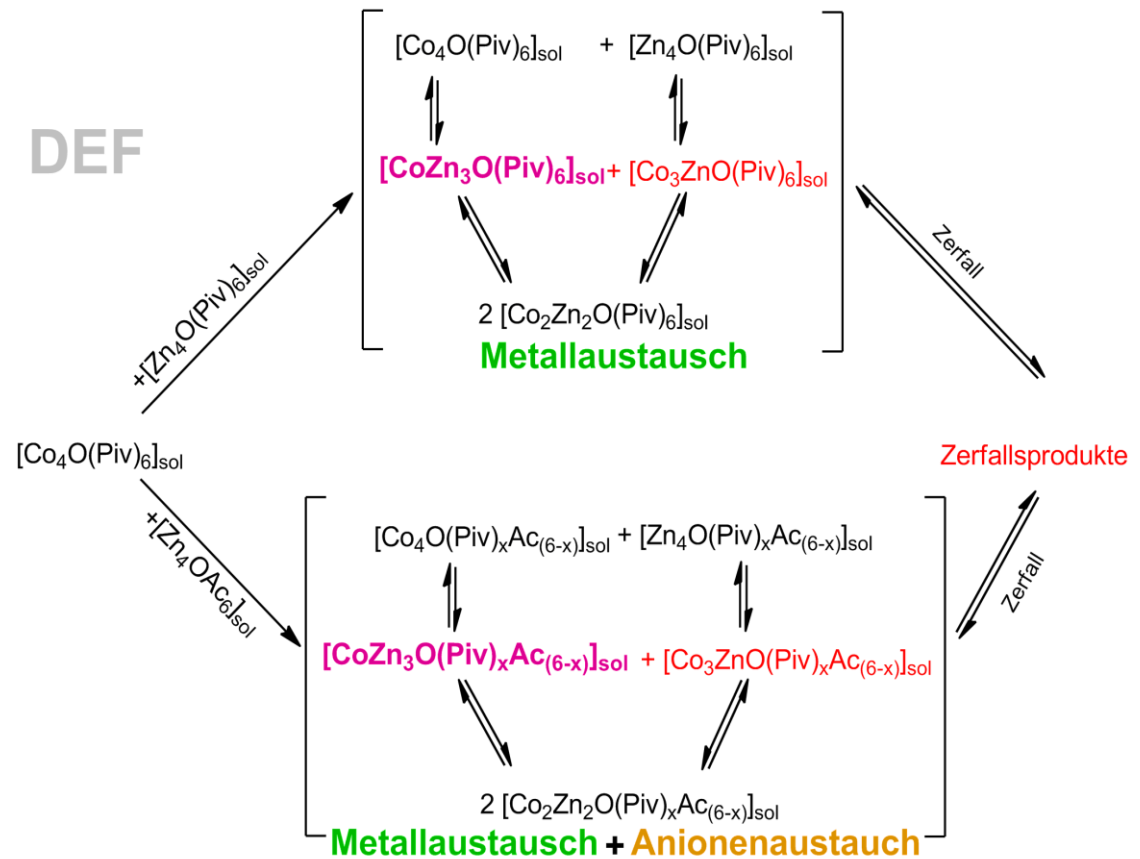 [Co₄O(Piv)₆]sol + [Zn₄O(Piv)₆]sol
DEF
[CoZn₃O(Piv)₆]sol + [Co₃ZnO(Piv)₆]sol
Zerfall
+[Zn₄O(Piv)₆]sol
2 [Co₂Zn₂O(Piv)₆]sol
Metallaustausch
[Co₄O(Piv)₆]sol
Zerfallsprodukte
+[Zn₄OAc₆]sol
[Co₄O(Piv)ₓAc₍₆₋ₓ₎]sol + [Zn₄O(Piv)ₓAc₍₆₋ₓ₎]sol
Zerfall
[CoZn₃O(Piv)ₓAc₍₆₋ₓ₎]sol + [Co₃ZnO(Piv)ₓAc₍₆₋ₓ₎]sol
2 [Co₂Zn₂O(Piv)ₓAc₍₆₋ₓ₎]sol
Metallaustausch + Anionenaustauch